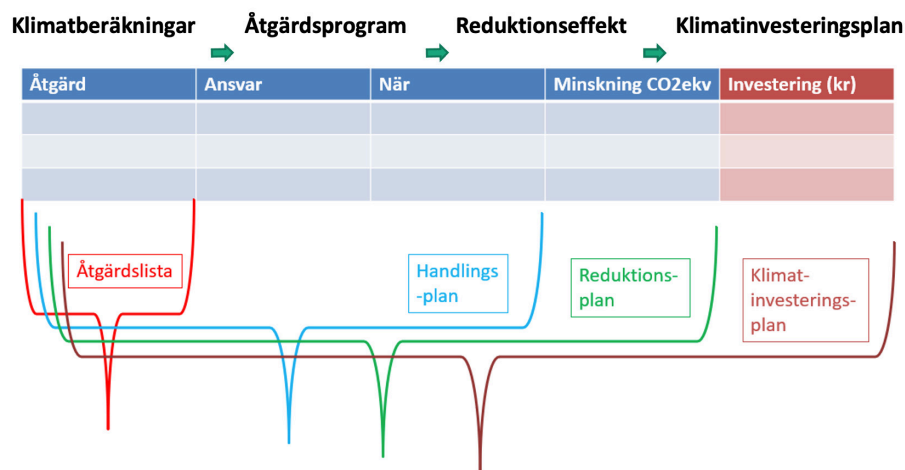 Klimatberäkningar Åtgärdsprogram Reduktionseffekt Klimatinvesteringsplan
Åtgärd Ansvar När Minskning CO2ekv Investering (kr)
Åtgärdslista
Handlings
-plan
Reduktions-
plan
Klimat-
investerings-
plan